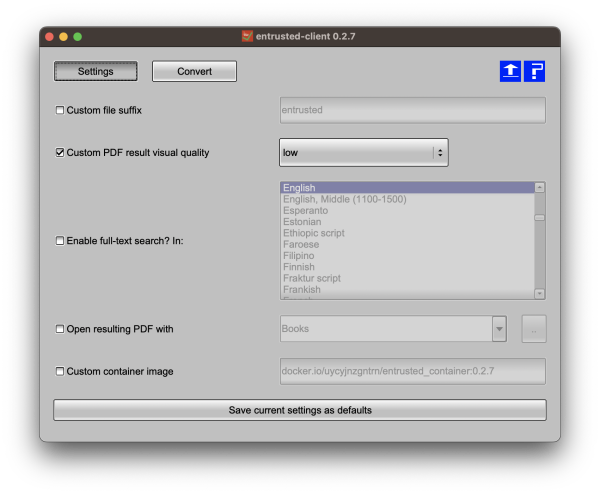 entrusted-client 0.2.7
Settings
Convert
Custom file suffix
entrusted
Custom PDF result visual quality
low
Enable full-text search? In:
English
English, Middle (1100-1500)
Esperanto
Estonian
Ethiopic script
Faroese
Filipino
Finnish
Fraktur script
Frankish
Open resulting PDF with
Books
..
Custom container image
docker.io/uycyjnzgntrn/entrusted_container:0.2.7
Save current settings as defaults